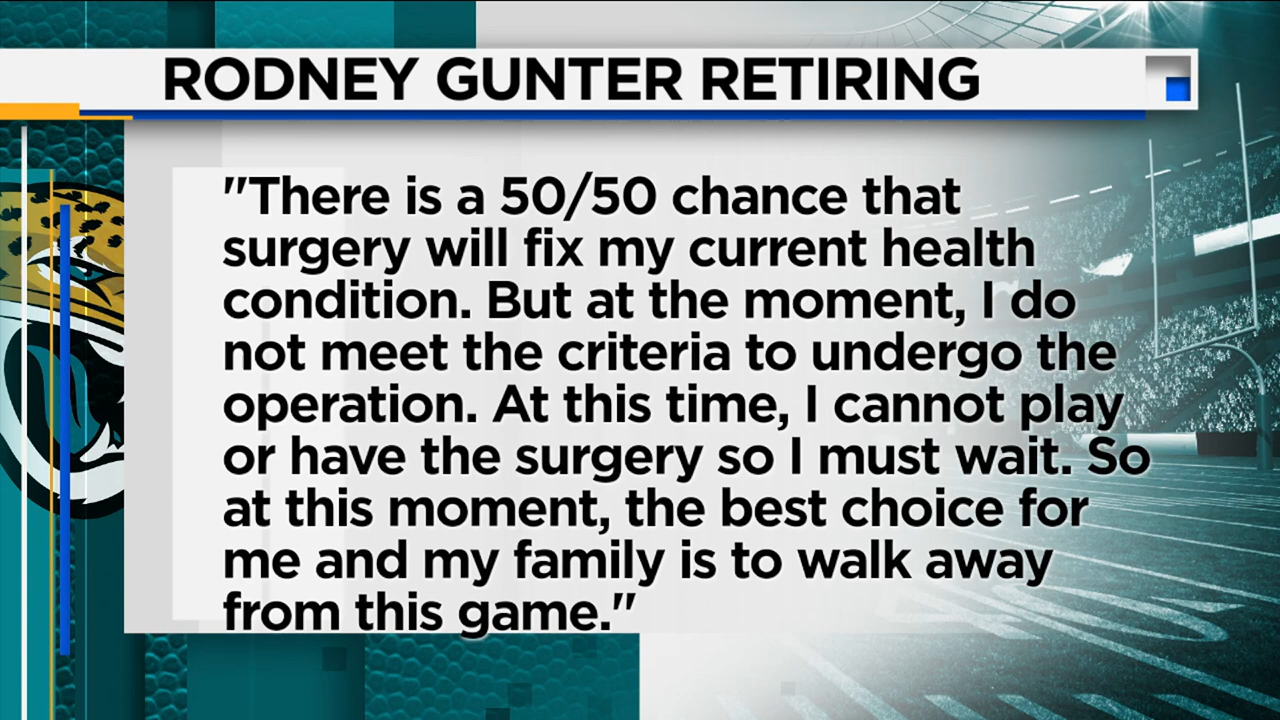 RODNEY GUNTER RETIRING
"There is a 50/50 chance that
surgery will fix my current health
condition. But at the moment, I do
not meet the criteria to undergo the
operation. At this time, I cannot play
or have the surgery so I must wait. So
at this moment, the best choice for
me and my family is to walk away
from this game."